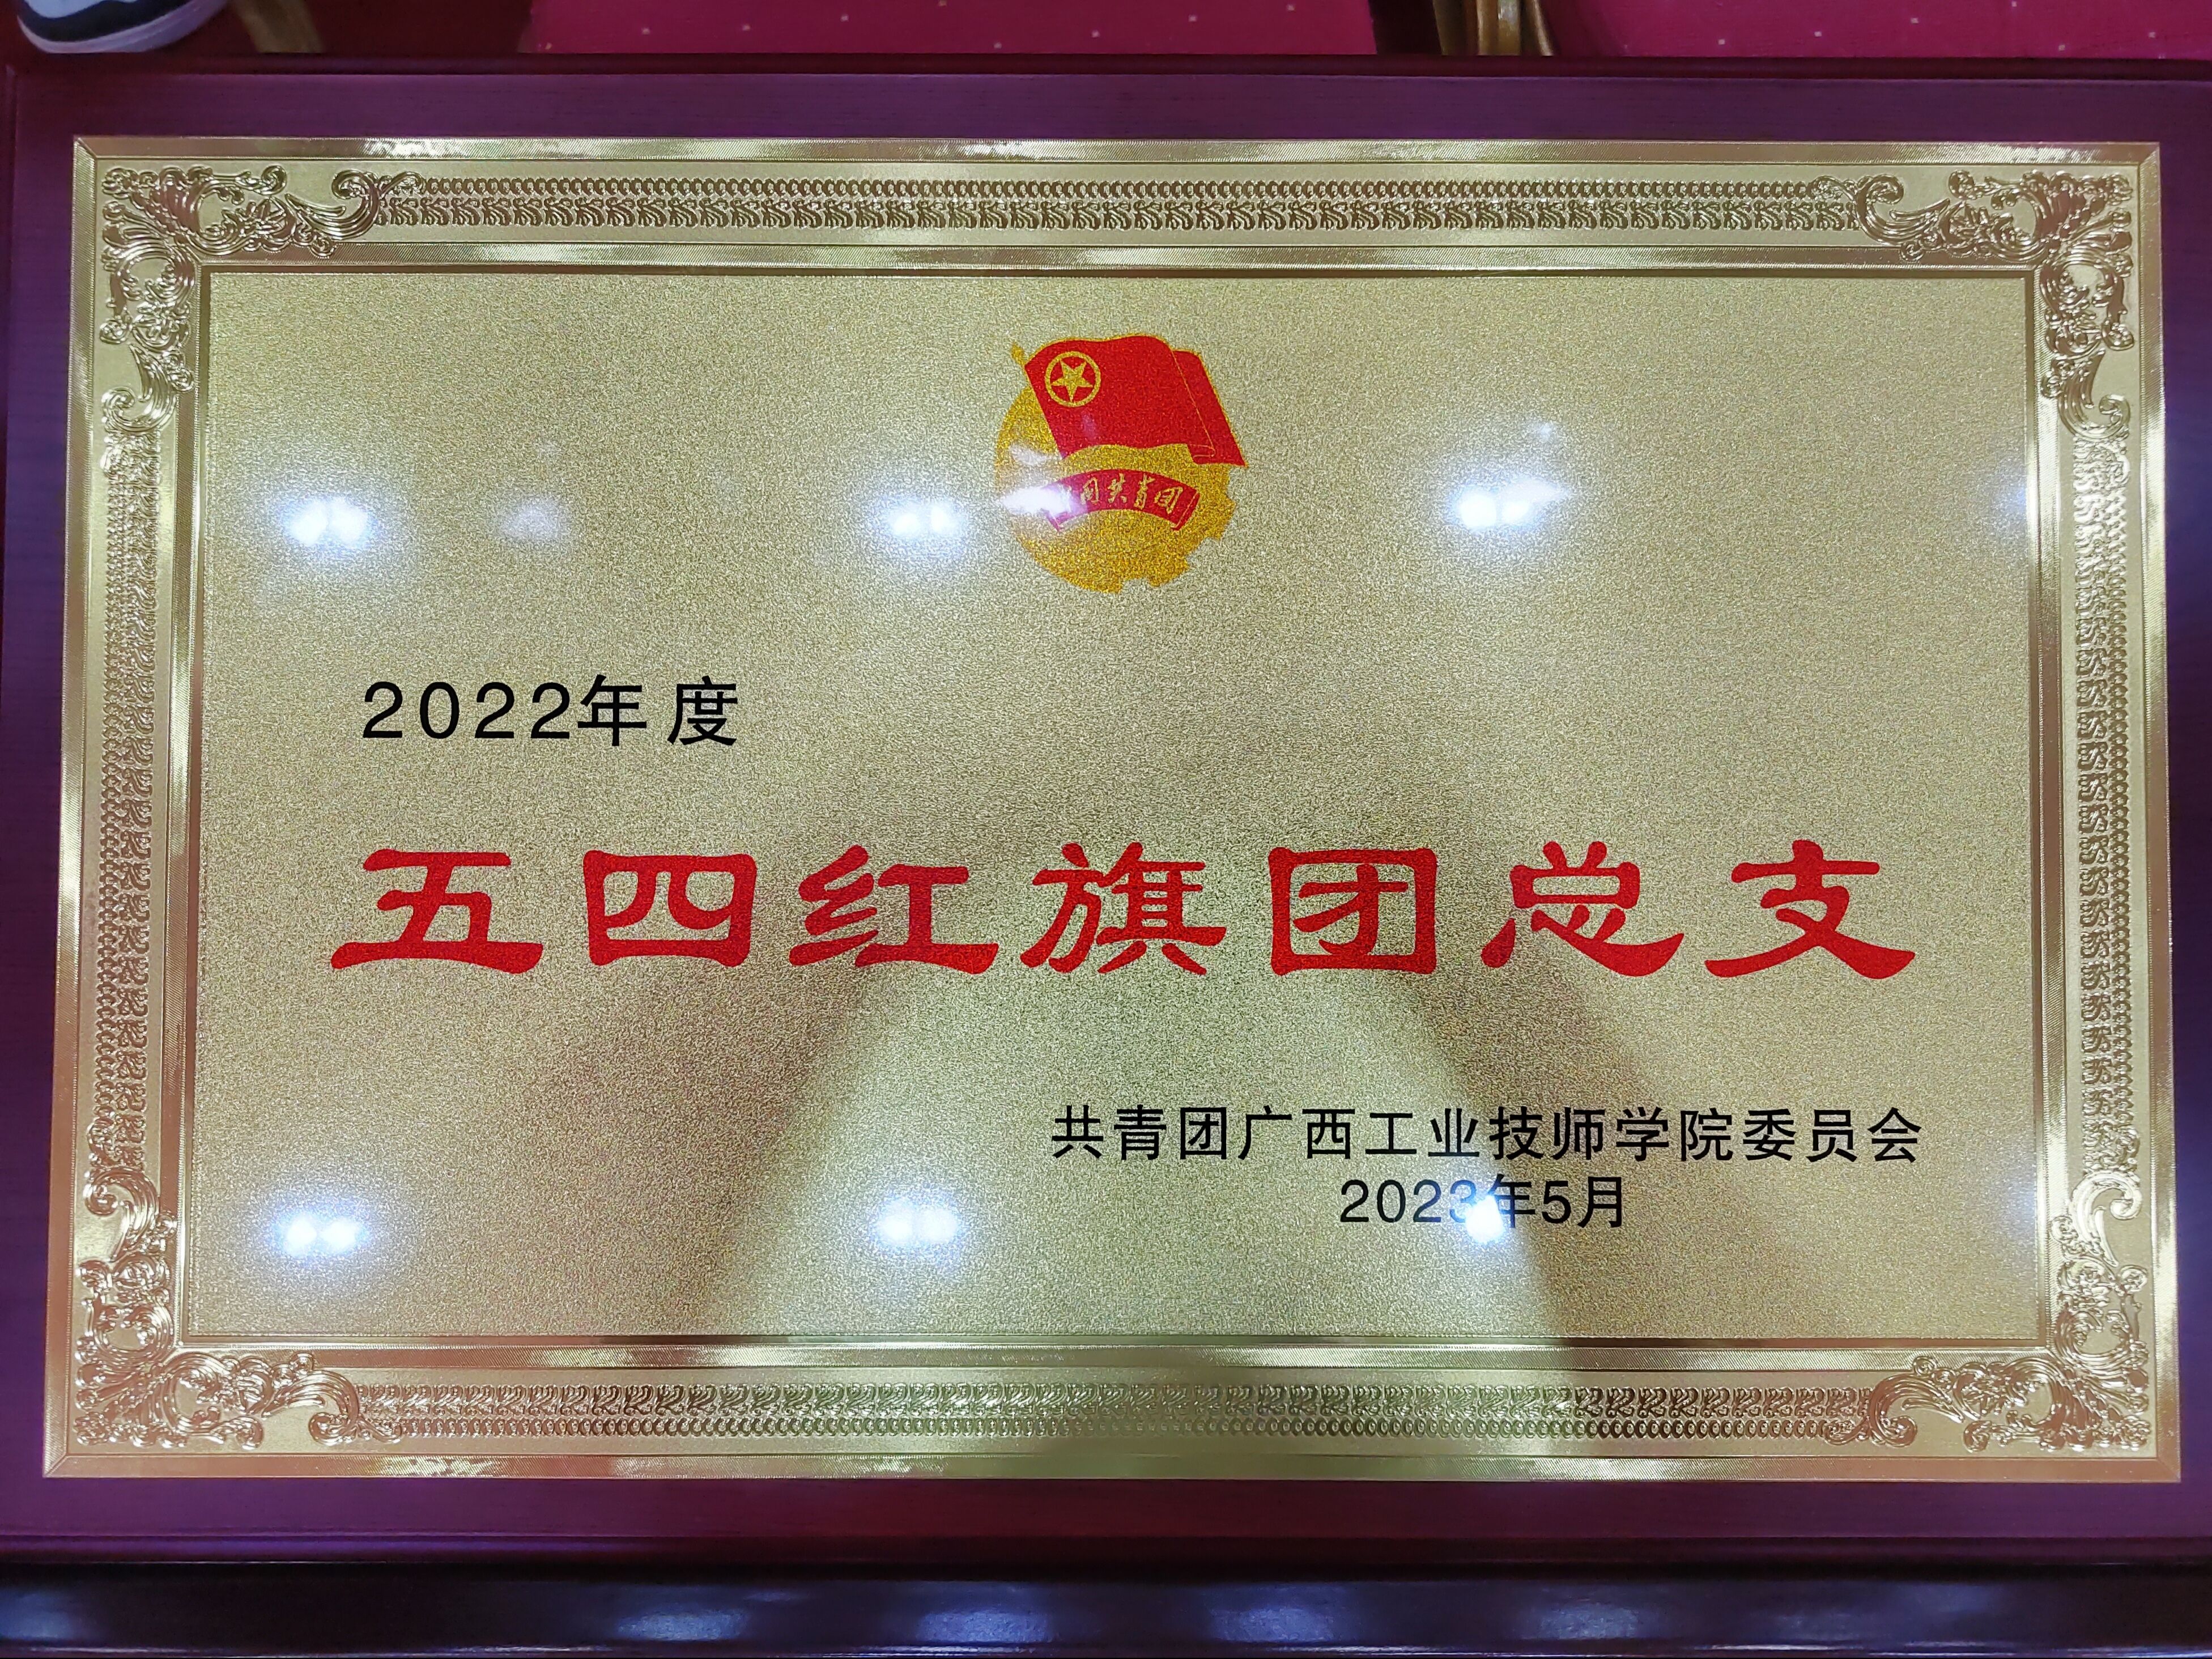 中国共青团
2022年度
五四红旗团总支
共青团广西工业技师学院委员会
2023年5月